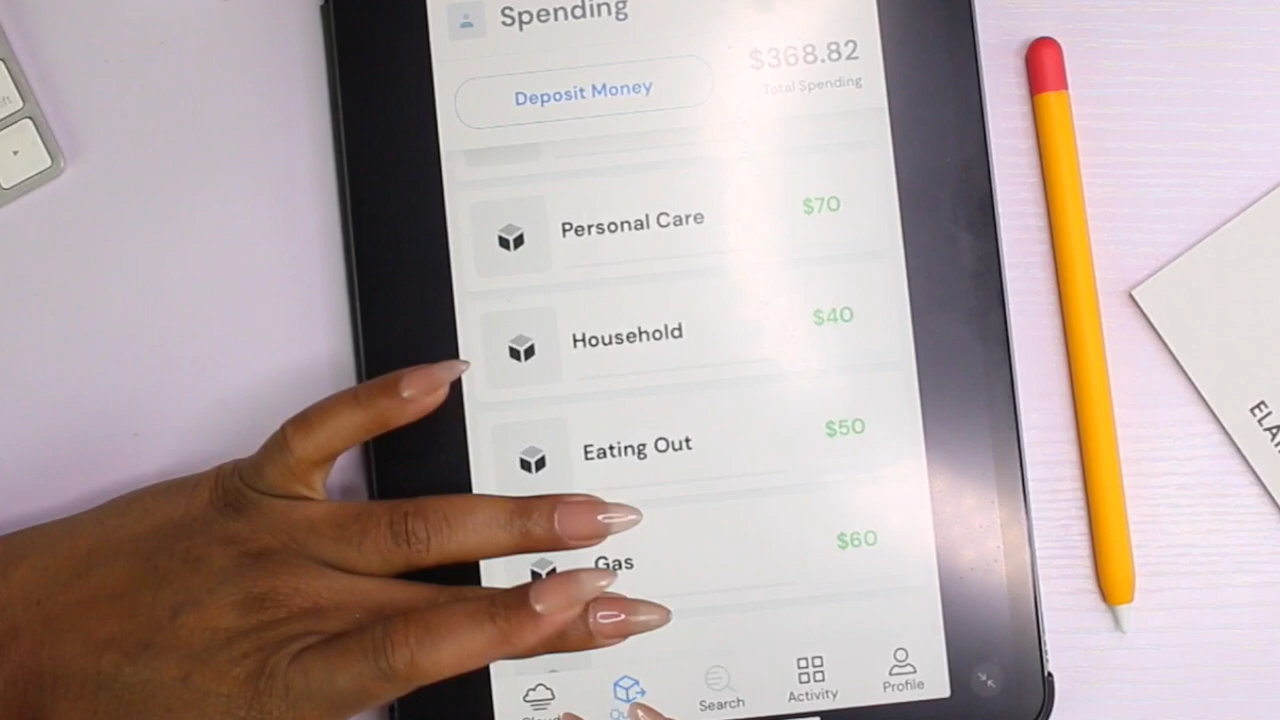 Spending
$368.82
Deposit Money
Total Spending
Personal Care
$70
Household
$40
Eating Out
$50
Gas
$60
Search
Activity
Profile